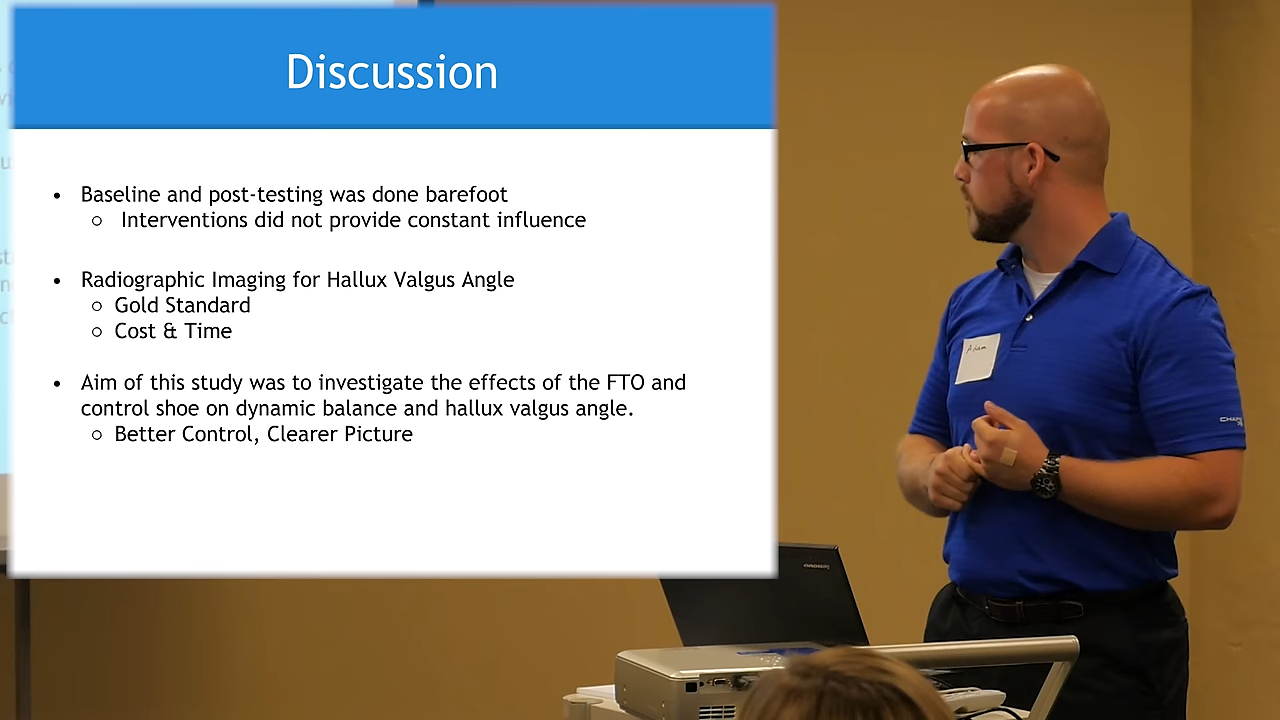 Discussion
• Baseline and post-testing was done barefoot
○ Interventions did not provide constant influence
• Radiographic Imaging for Hallux Valgus Angle
○ Gold Standard
○ Cost & Time
• Aim of this study was to investigate the effects of the FTO and
control shoe on dynamic balance and hallux valgus angle.
○ Better Control, Clearer Picture
Adam
lenovo